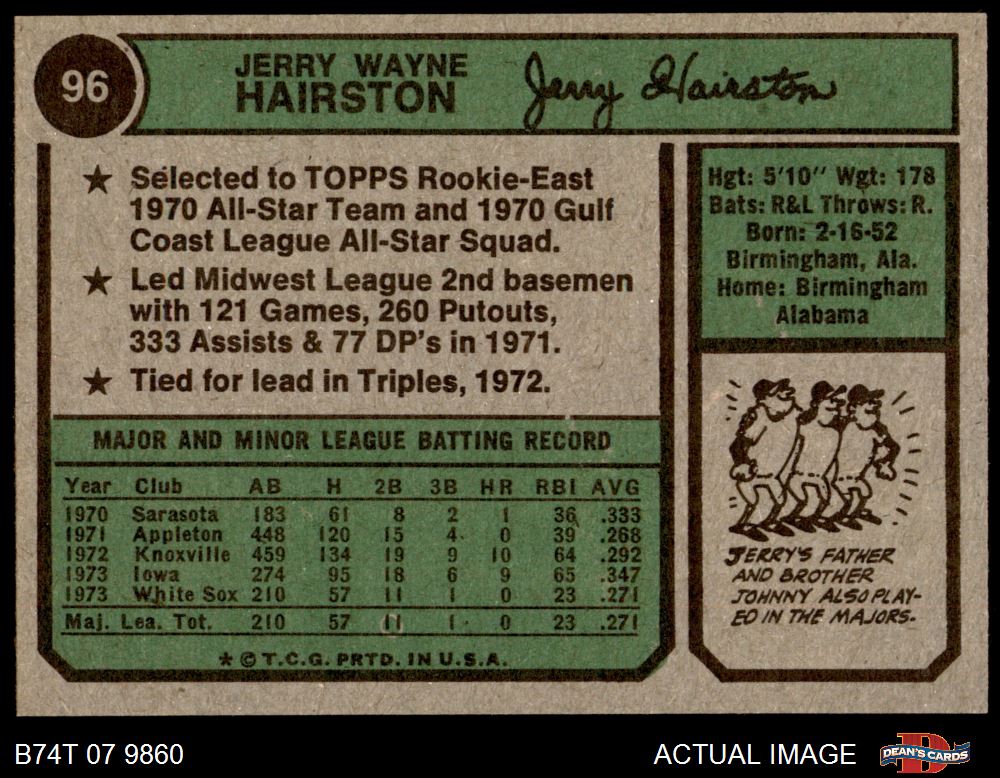 96
JERRY WAYNE
HAIRSTON
Jerry Hairston
★ Selected to TOPPS Rookie-East
1970 All-Star Team and 1970 Gulf
Coast League All-Star Squad.
★ Led Midwest League 2nd basemen
with 121 Games, 260 Putouts,
333 Assists & 77 DP's in 1971.
★ Tied for lead in Triples, 1972.
MAJOR AND MINOR LEAGUE BATTING RECORD
Year Club AB H 2B 3B HR RBI AVG
1970 Sarasota 183 61 8 2 1 36 .333
1971 Appleton 448 120 15 4 0 39 .268
1972 Knoxville 459 134 19 9 10 64 .292
1973 Iowa 274 95 18 6 9 65 .347
1973 White Sox 210 57 11 1 0 23 .271
Maj. Lea. Tot. 210 57 11 1 0 23 .271
★ © T.C.G. PRTD. IN U.S.A.
Hgt: 5'10" Wgt: 178
Bats: R&L Throws: R.
Born: 2-16-52
Birmingham, Ala.
Home: Birmingham
Alabama
JERRY'S FATHER
AND BROTHER
JOHNNY ALSO PLAY-
ED IN THE MAJORS.
B74T 07 9860
ACTUAL IMAGE
D
DEAN'S CARDS